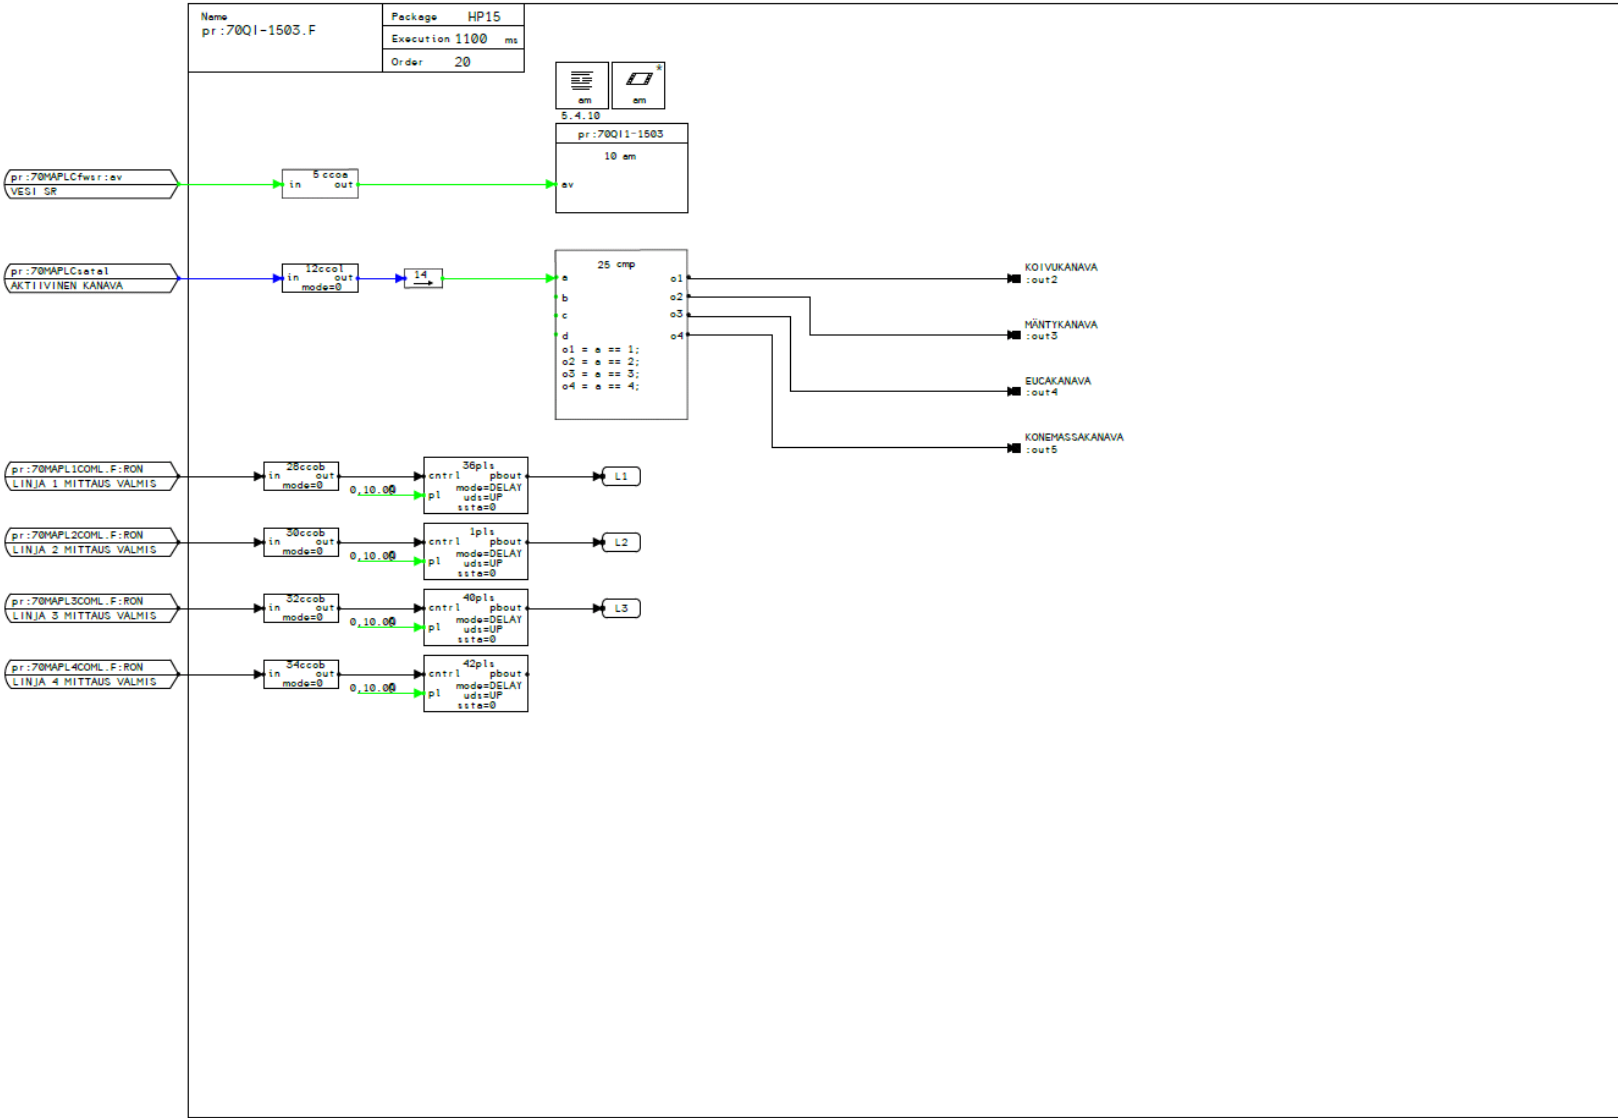 Name
pr:70QI-1503.F
Package HP15
Execution 1100 ms
Order 20
am
am
*
5.4.10
pr:70QI1-1503
10 am
av
pr:70MAPLCfwsr:av
VESI SR
5 ccoa
in out
pr:70MAPLCsatal
AKTIIVINEN KANAVA
12ccol
in out
mode=0
14
25 cmp
a o1
b o2
c o3
d o4
o1 = a == 1;
o2 = a == 2;
o3 = a == 3;
o4 = a == 4;
KOIVUKANAVA
:out2
MÄNTYKANAVA
:out3
EUCAKANAVA
:out4
KONEMASSAKANAVA
:out5
pr:70MAPL1COML.F:RON
LINJA 1 MITTAUS VALMIS
28ccob
in out
mode=0
0,10.00
36pls
cntrl pbout
pl
mode=DELAY
uds=UP
ssta=0
L1
pr:70MAPL2COML.F:RON
LINJA 2 MITTAUS VALMIS
30ccob
in out
mode=0
0,10.00
1pls
cntrl pbout
pl
mode=DELAY
uds=UP
ssta=0
L2
pr:70MAPL3COML.F:RON
LINJA 3 MITTAUS VALMIS
32ccob
in out
mode=0
0,10.00
40pls
cntrl pbout
pl
mode=DELAY
uds=UP
ssta=0
L3
pr:70MAPL4COML.F:RON
LINJA 4 MITTAUS VALMIS
34ccob
in out
mode=0
0,10.00
42pls
cntrl pbout
pl
mode=DELAY
uds=UP
ssta=0